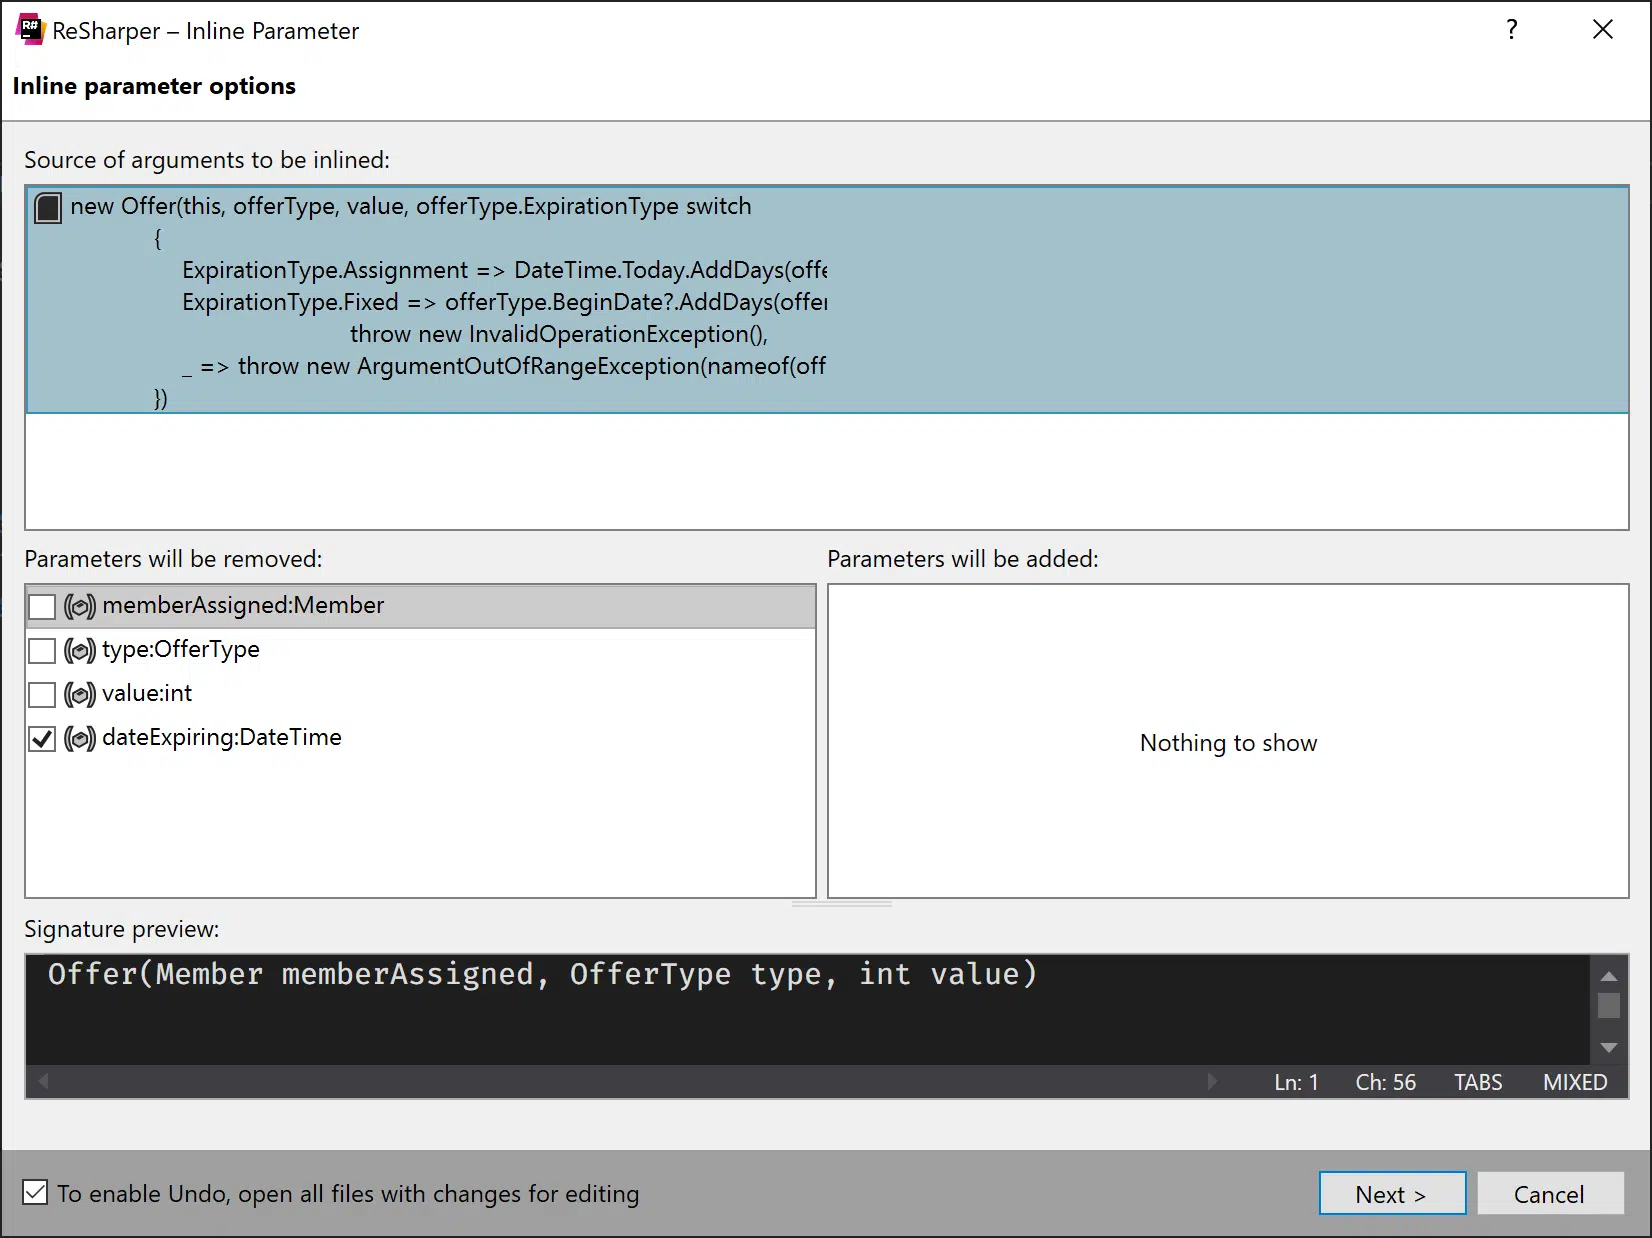 ReSharper – Inline Parameter
Inline parameter options
Source of arguments to be inlined:
new Offer(this, offerType, value, offerType.ExpirationType switch
{
ExpirationType.Assignment => DateTime.Today.AddDays(offe
ExpirationType.Fixed => offerType.BeginDate?.AddDays(offer
throw new InvalidOperationException(),
_ => throw new ArgumentOutOfRangeException(nameof(off
})
Parameters will be removed:
memberAssigned:Member
type:OfferType
value:int
dateExpiring:DateTime
Parameters will be added:
Nothing to show
Signature preview:
Offer(Member memberAssigned, OfferType type, int value)
Ln: 1 Ch: 56 TABS MIXED
To enable Undo, open all files with changes for editing
Next >
Cancel